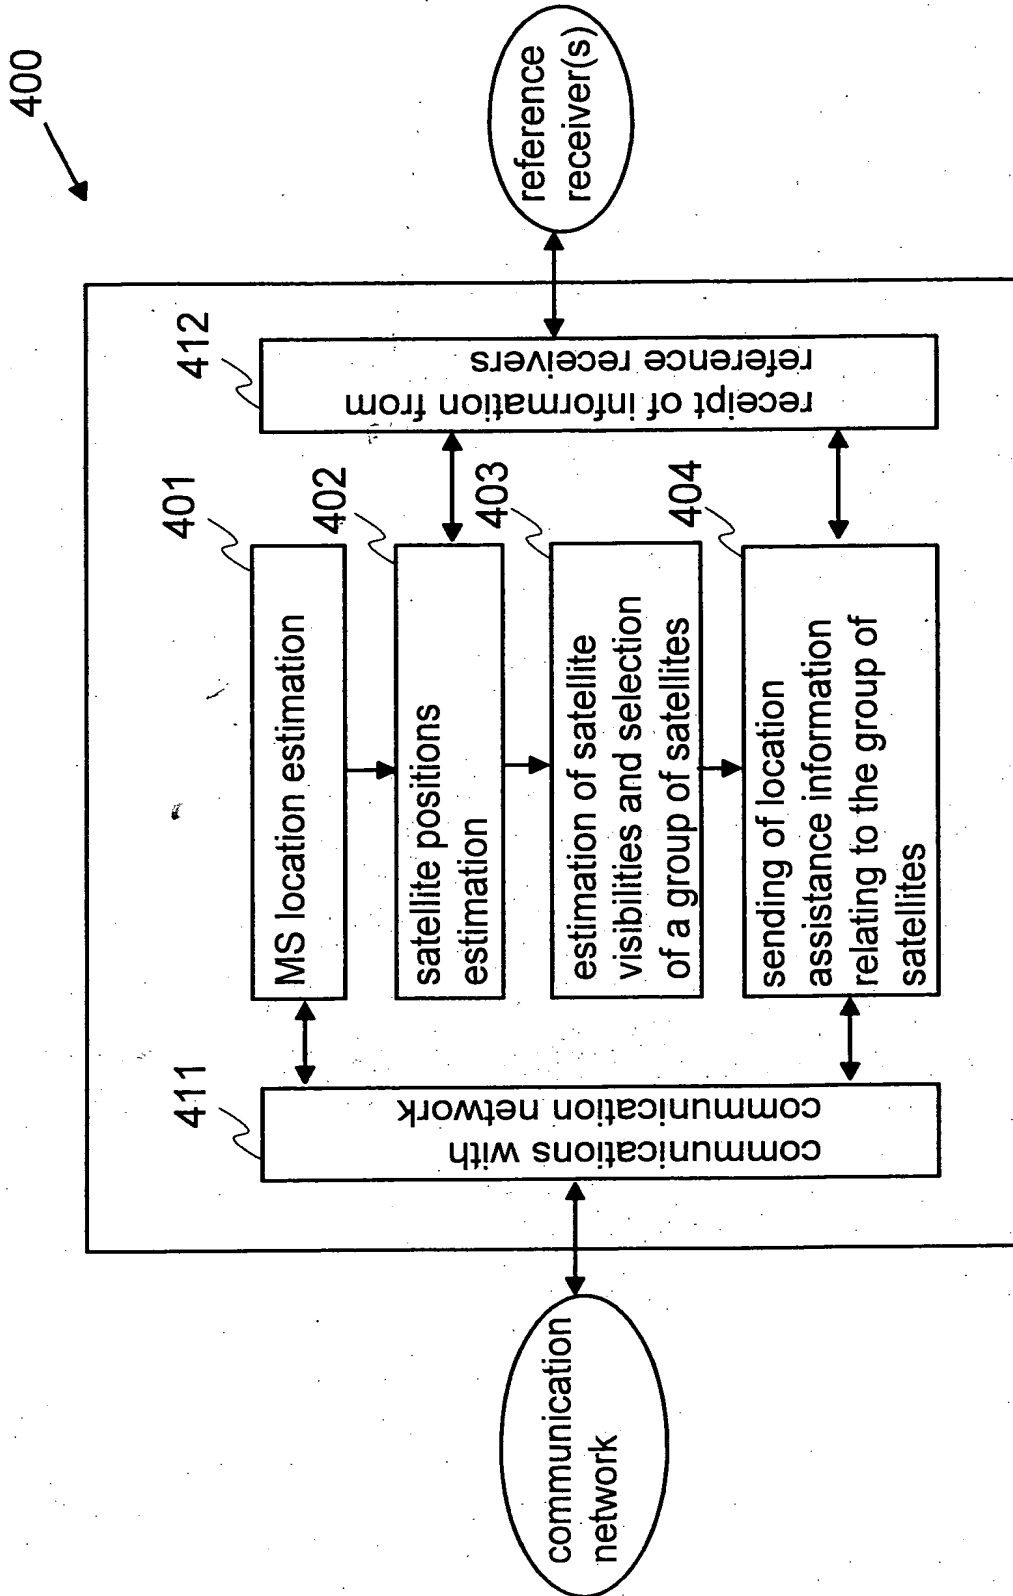 400
401
MS location estimation
402
satellite positions
estimation
403
estimation of satellite
visibilities and selection
of a group of satellites
404
sending of location
assistance information
relating to the group of
satellites
411
communications with
communication network
412
receipt of information from
reference receivers
communication
network
reference
receiver(s)